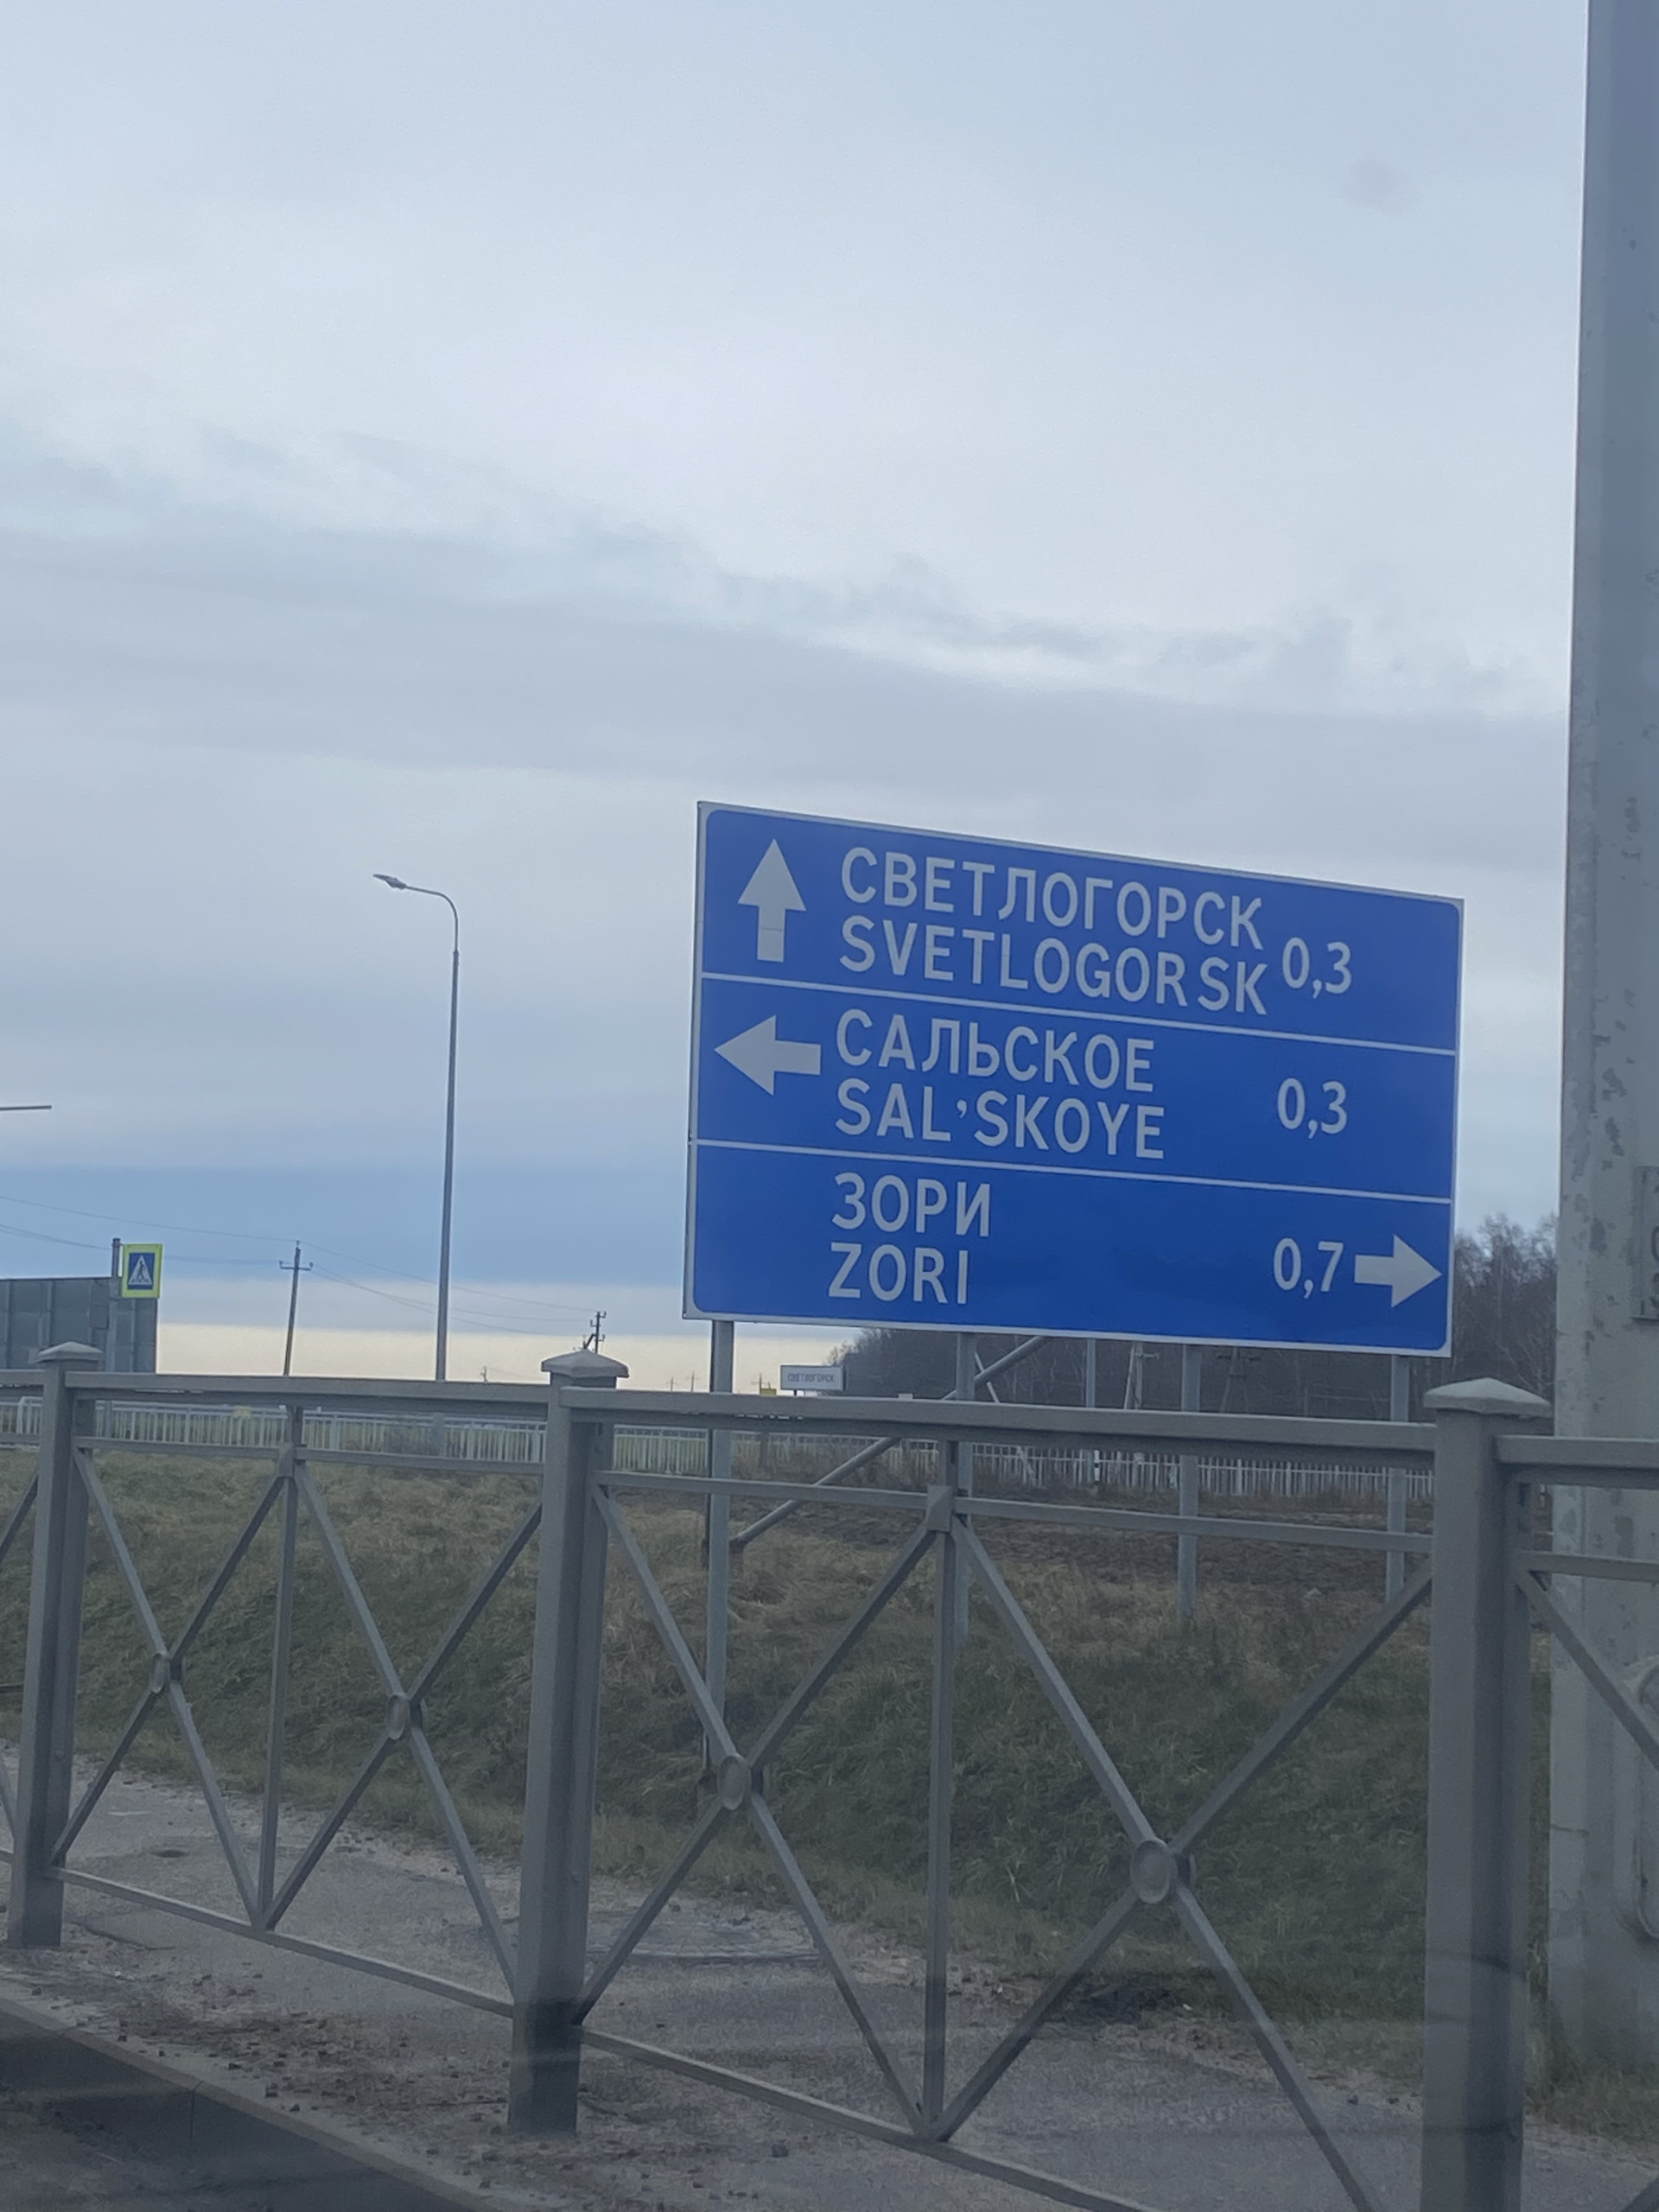 СВЕТЛОГОРСК
SVETLOGORSK 0,3
САЛЬСКОЕ
SAL'SKOYE 0,3
ЗОРИ
ZORI 0,7
СВЕТЛОГОРСК